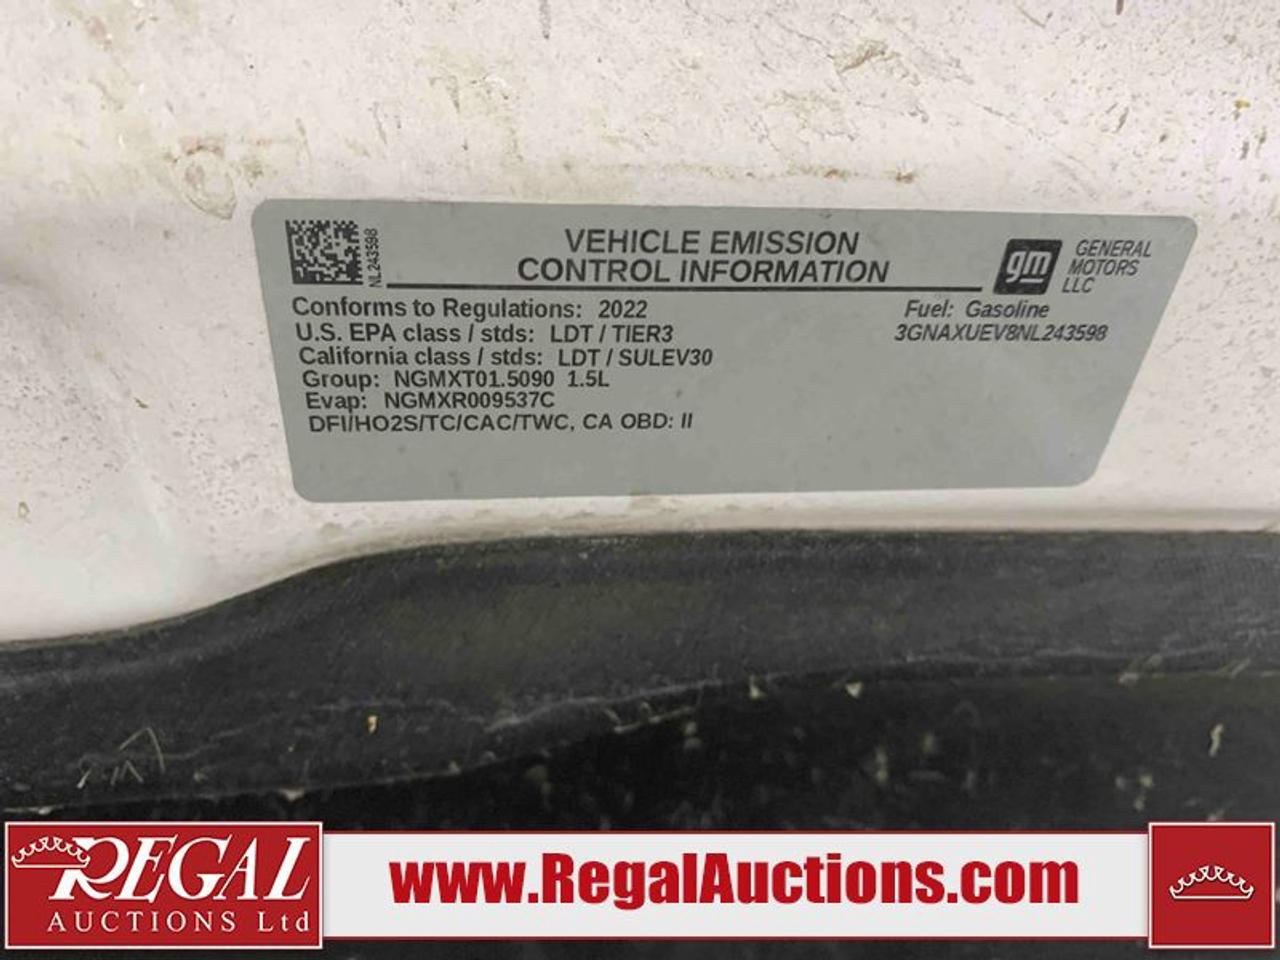 NL243598
VEHICLE EMISSION
CONTROL INFORMATION
gm
GENERAL
MOTORS
LLC
Conforms to Regulations: 2022
U.S. EPA class / stds: LDT / TIER3
California class / stds: LDT / SULEV30
Group: NGMXT01.5090 1.5L
Evap: NGMXR009537C
DFI/HO2S/TC/CAC/TWC, CA OBD: II
Fuel: Gasoline
3GNAXUEV8NL243598
REGAL
AUCTIONS Ltd
www.RegalAuctions.com